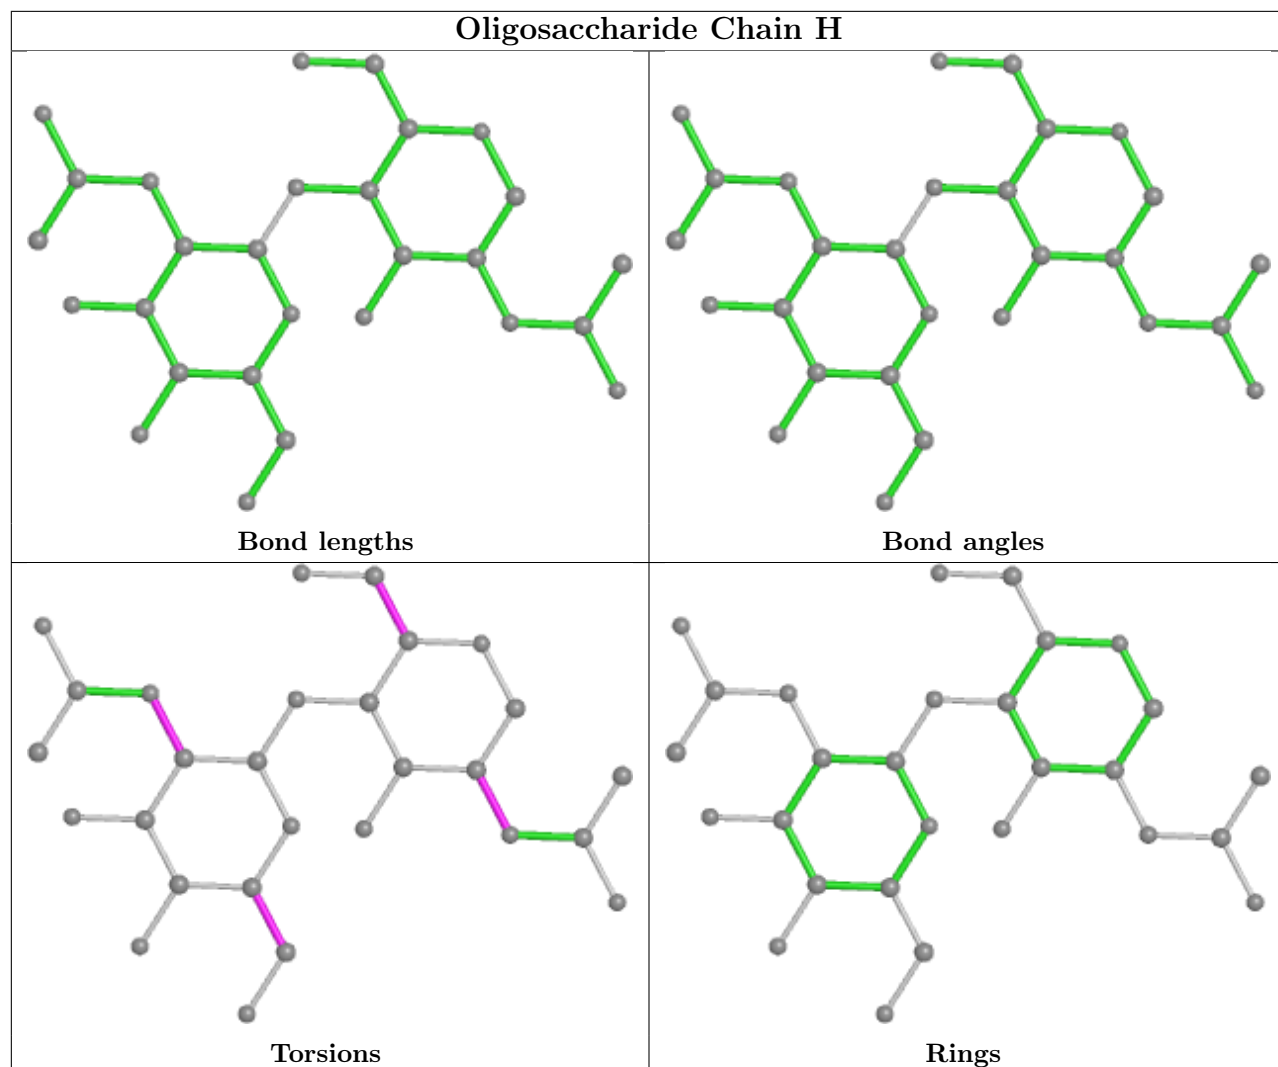 Oligosaccharide Chain H
Bond lengths
Bond angles
Torsions
Rings